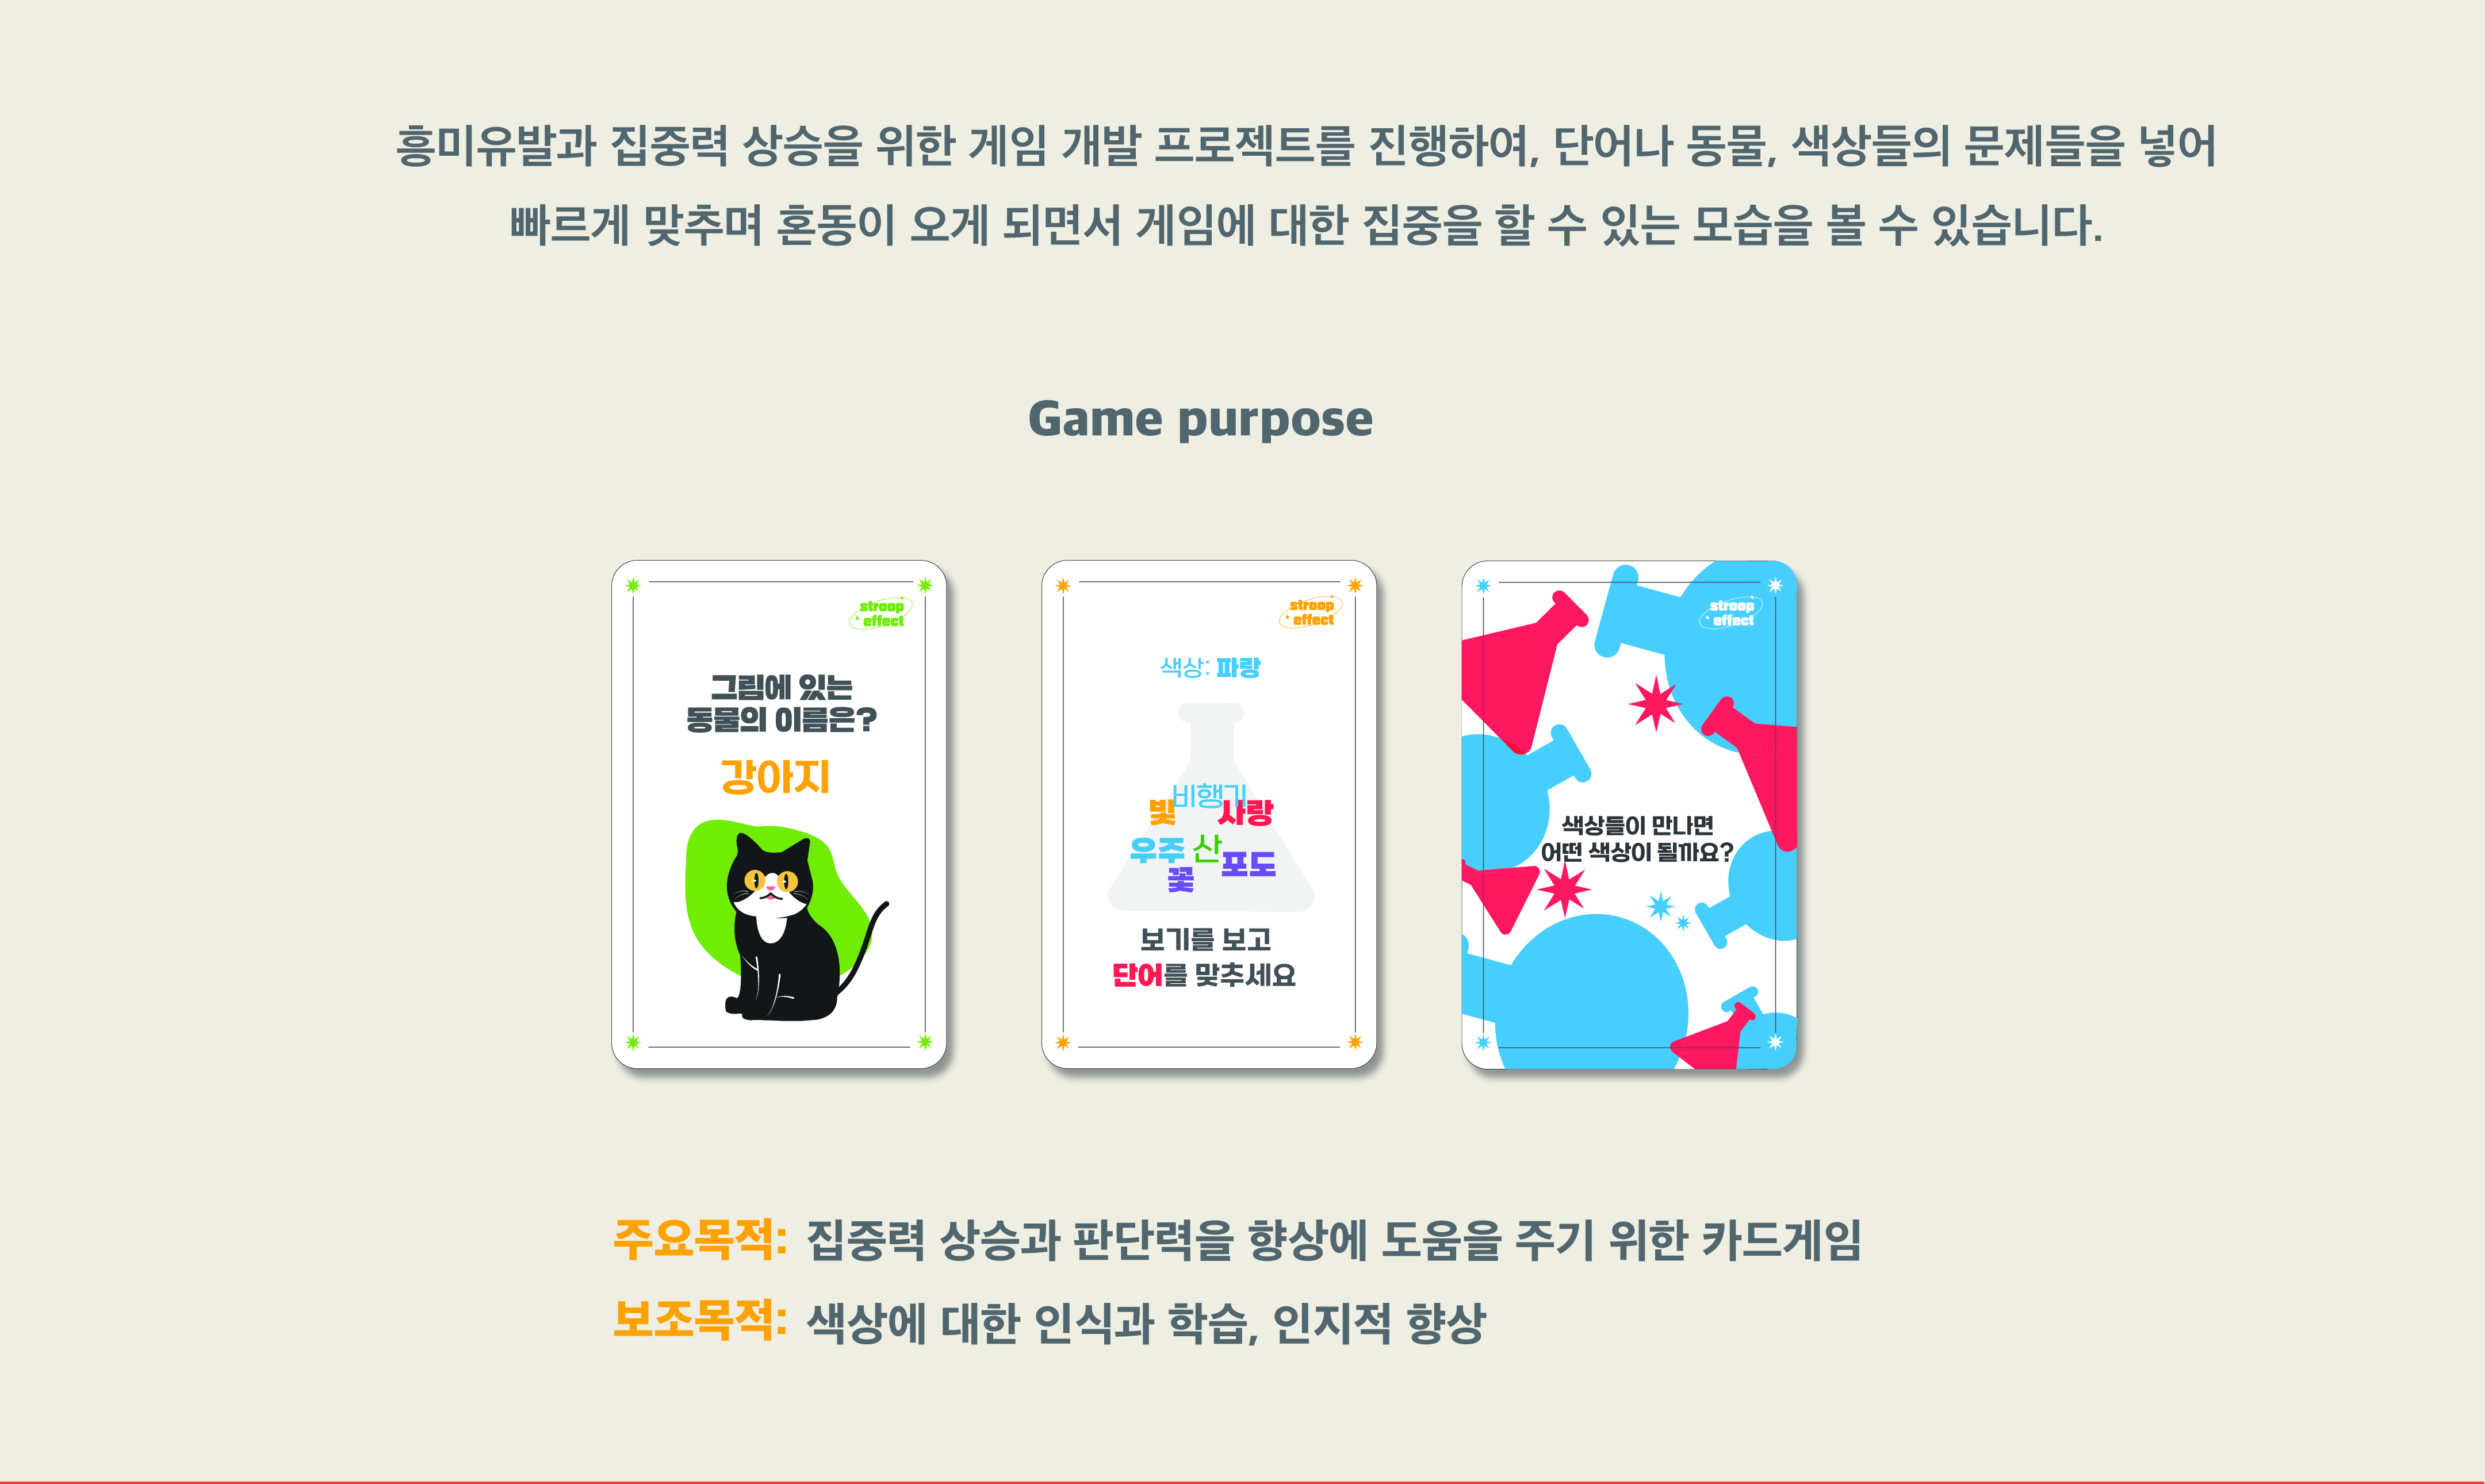 흥미유발과 집중력 상승을 위한 게임 개발 프로젝트를 진행하여, 단어나 동물, 색상들의 문제들을 넣어
빠르게 맞추며 혼동이 오게 되면서 게임에 대한 집중을 할 수 있는 모습을 볼 수 있습니다.
Game purpose
stroop
effect
그림에 있는
동물의 이름은?
강아지
stroop
effect
색상: 파랑
비행기
빛 사랑
우주 산 포도
꽃
보기를 보고
단어를 맞추세요
stroop
effect
색상들이 만나면
어떤 색상이 될까요?
주요목적: 집중력 상승과 판단력을 향상에 도움을 주기 위한 카드게임
보조목적: 색상에 대한 인식과 학습, 인지적 향상